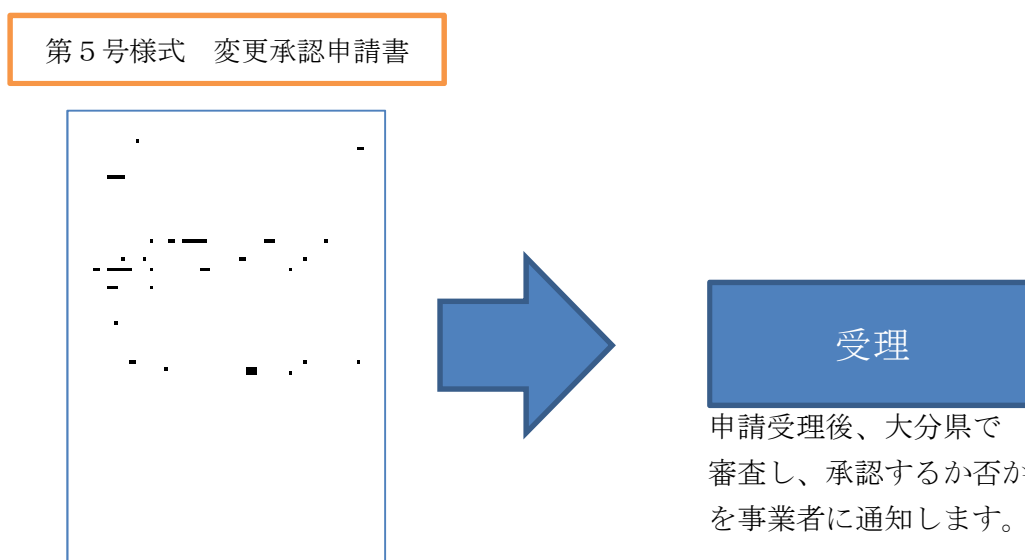 第５号様式　変更承認申請書
受理
申請受理後、大分県で
審査し、承認するか否か
を事業者に通知します。